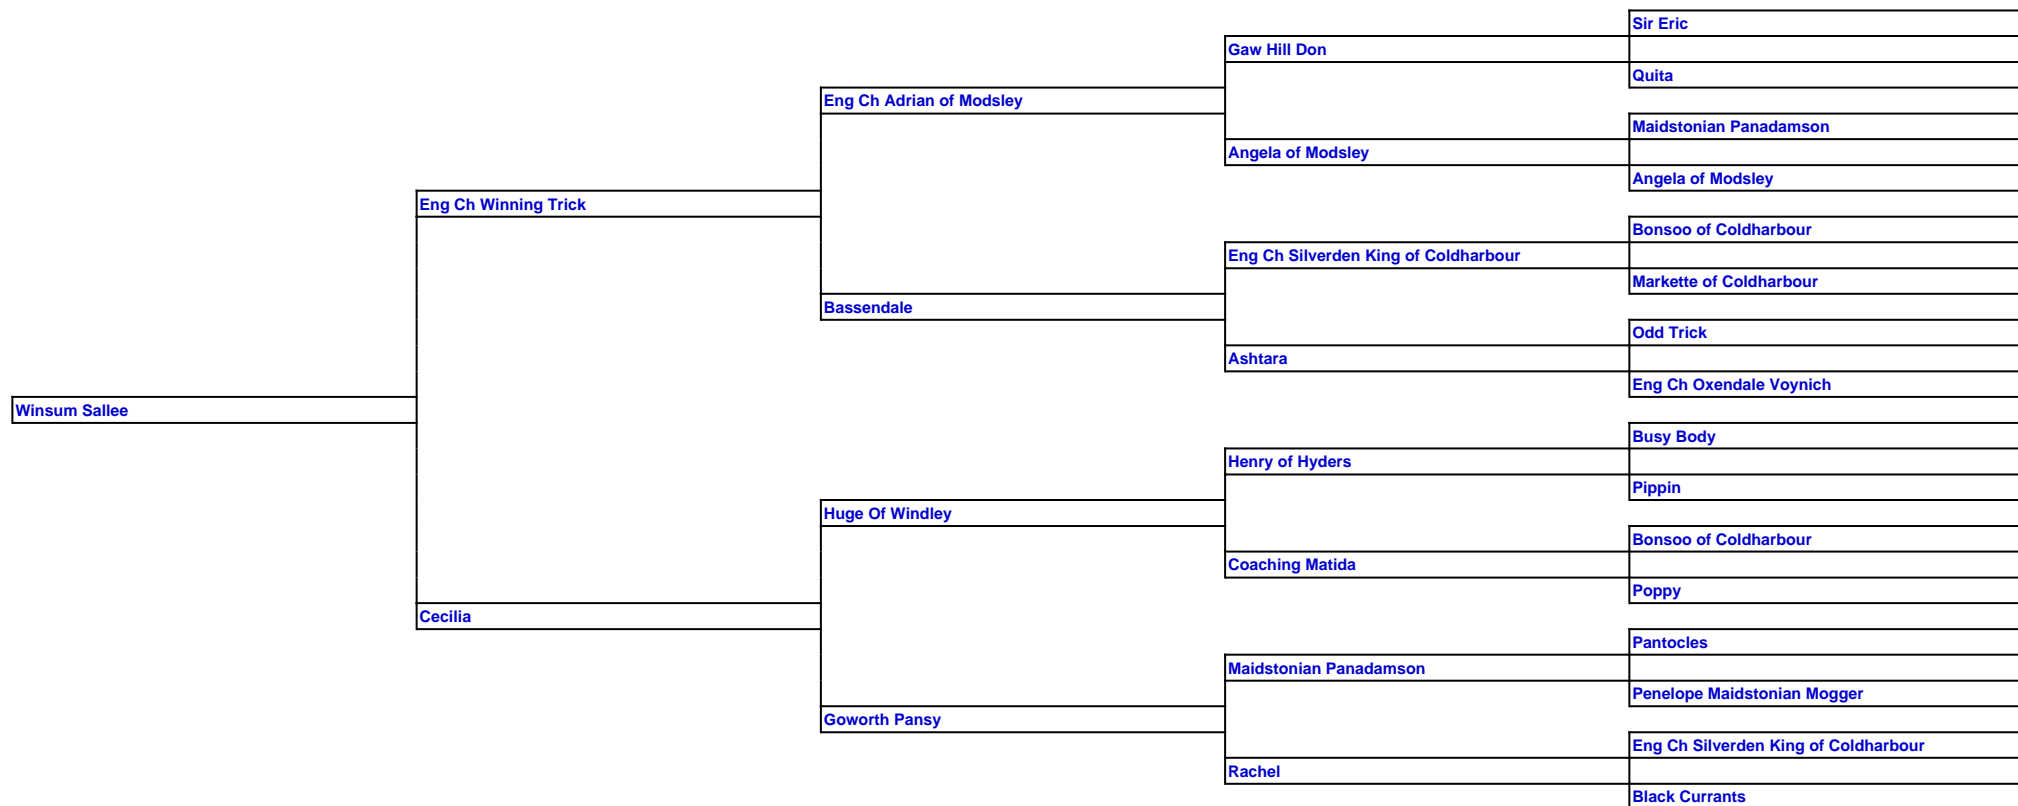 Sir Eric
Gaw Hill Don
Quita
Eng Ch Adrian of Modsley
Maidstonian Panadamson
Angela of Modsley
Angela of Modsley
Eng Ch Winning Trick
Bonsoo of Coldharbour
Eng Ch Silverden King of Coldharbour
Markette of Coldharbour
Bassendale
Odd Trick
Ashtara
Eng Ch Oxendale Voynich
Winsum Sallee
Busy Body
Henry of Hyders
Pippin
Huge Of Windley
Bonsoo of Coldharbour
Coaching Matida
Poppy
Cecilia
Pantocles
Maidstonian Panadamson
Penelope Maidstonian Mogger
Goworth Pansy
Eng Ch Silverden King of Coldharbour
Rachel
Black Currants